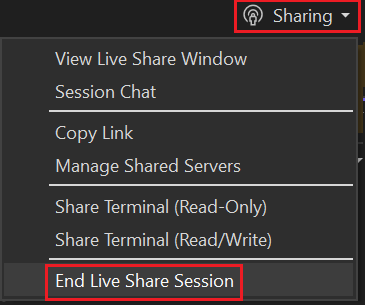 Sharing
View Live Share Window
Session Chat
Copy Link
Manage Shared Servers
Share Terminal (Read-Only)
Share Terminal (Read/Write)
End Live Share Session